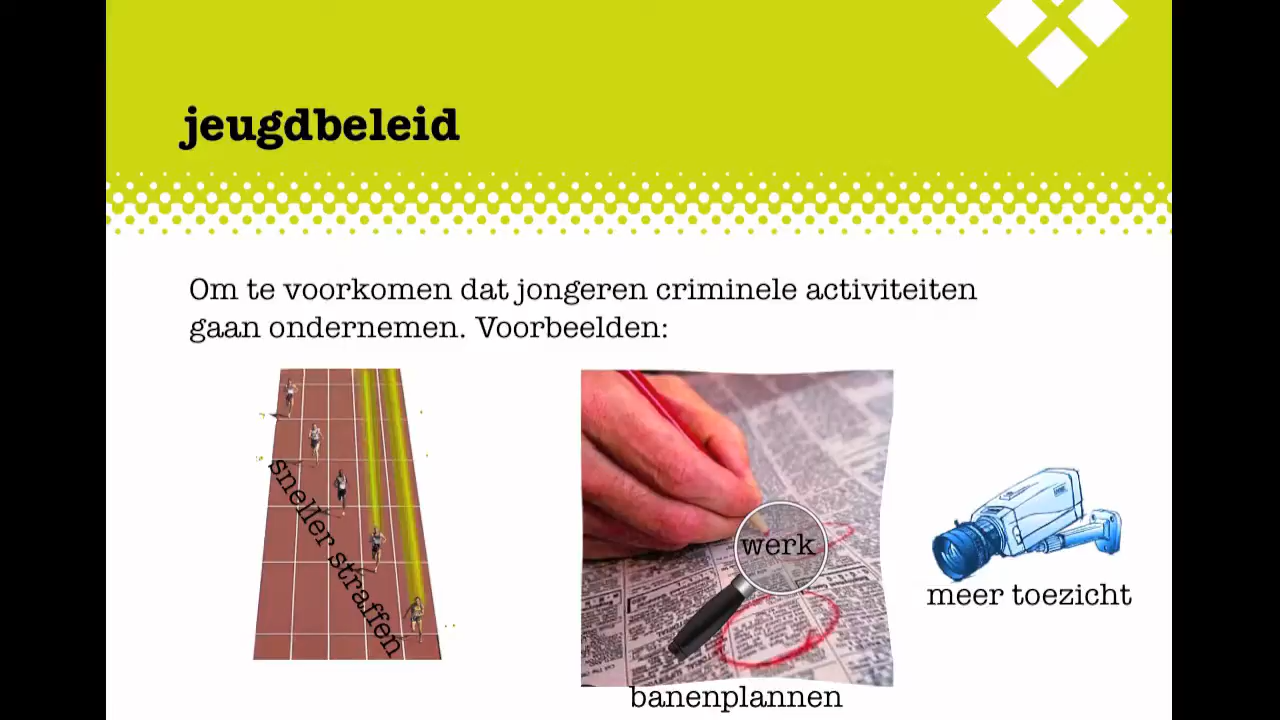 jeugdbeleid
Om te voorkomen dat jongeren criminele activiteiten
gaan ondernemen. Voorbeelden:
sneller straffen
werk
banenplannen
meer toezicht